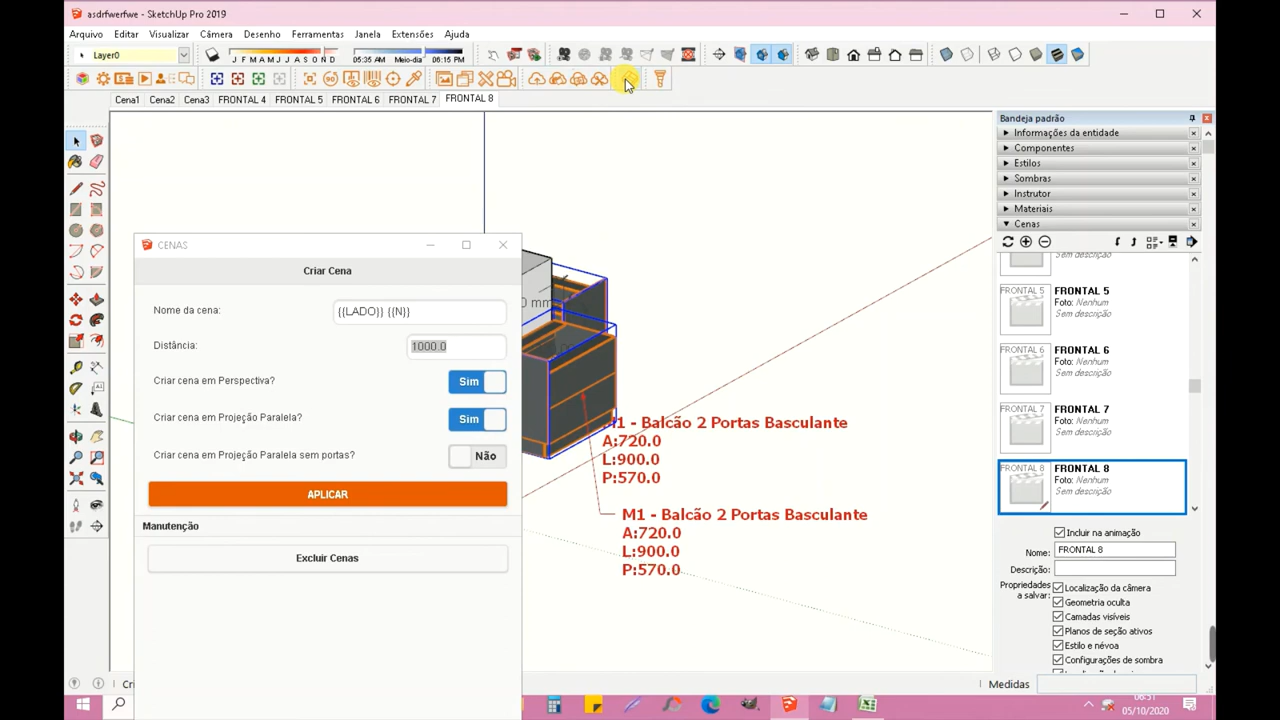 asdrfwerfwe - SketchUp Pro 2019
Arquivo Editar Visualizar Câmera Desenho Ferramentas Janela Extensões Ajuda
Layer0
J F M A M J J A S O N D
05:35 AM Meio-dia 06:15 PM
Cena1 Cena2 Cena3 FRONTAL 4 FRONTAL 5 FRONTAL 6 FRONTAL 7 FRONTAL 8
Bandeja padrão
Informações da entidade
Componentes
Estilos
Sombras
Instrutor
Materiais
Cenas
Sem descrição
FRONTAL 5 FRONTAL 5
Foto: Nenhum
Sem descrição
FRONTAL 6 FRONTAL 6
Foto: Nenhum
Sem descrição
FRONTAL 7 FRONTAL 7
Foto: Nenhum
Sem descrição
FRONTAL 8 FRONTAL 8
Foto: Nenhum
Sem descrição
Incluir na animação
Nome: FRONTAL 8
Descrição:
Propriedades a salvar:
Localização da câmera
Geometria oculta
Camadas visíveis
Planos de seção ativos
Estilo e névoa
Configurações de sombra
CENAS
Criar Cena
Nome da cena: {{LADO}} {{N}}
Distância: 1000.0
Criar cena em Perspectiva? Sim
Criar cena em Projeção Paralela? Sim
Criar cena em Projeção Paralela sem portas? Não
APLICAR
Manutenção
Excluir Cenas
0 mm
M1 - Balcão 2 Portas Basculante
A:720.0
L:900.0
P:570.0
M1 - Balcão 2 Portas Basculante
A:720.0
L:900.0
P:570.0
Cri
Medidas
06:51
05/10/2020